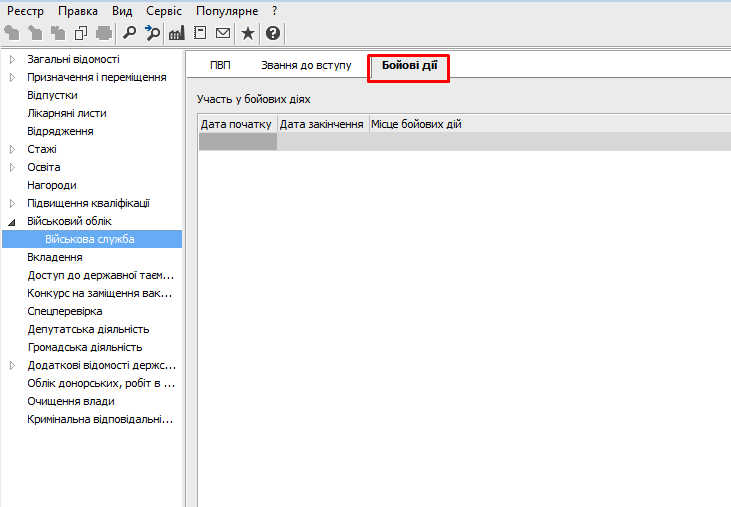 Реєстр Правка Вид Сервіс Популярне ?
Загальні відомості
Призначення і переміщення
Відпустки
Лікарняні листи
Відрядження
Стажі
Освіта
Нагороди
Підвищення кваліфікації
Військовий облік
Військова служба
Вкладення
Доступ до державної таєм...
Конкурс на заміщення вак...
Спецперевірка
Депутатська діяльність
Громадська діяльність
Додаткові відомості держс...
Облік донорських, робіт в ...
Очищення влади
Кримінальна відповідальні...
ПВП Звання до вступу Бойові дії
Участь у бойових діях
Дата початку Дата закінчення Місце бойових дій